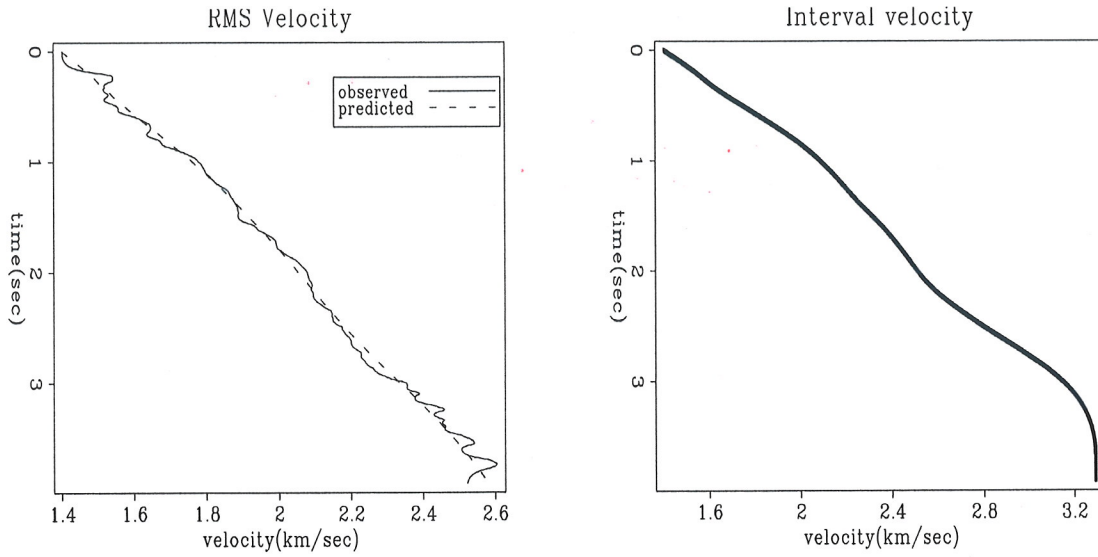 RMS Velocity
0
1
2
3
time(sec)
observed
predicted
1.4 1.6 1.8 2 2.2 2.4 2.6
velocity(km/sec)
Interval velocity
0
1
2
3
time(sec)
1.6 2 2.4 2.8 3.2
velocity(km/sec)